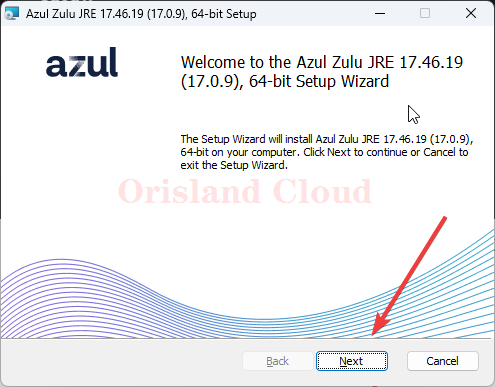 Azul Zulu JRE 17.46.19 (17.0.9), 64-bit Setup
azul
Welcome to the Azul Zulu JRE 17.46.19
(17.0.9), 64-bit Setup Wizard
The Setup Wizard will install Azul Zulu JRE 17.46.19 (17.0.9),
64-bit on your computer. Click Next to continue or Cancel to
exit the Setup Wizard.
Orisland Cloud
Back Next Cancel